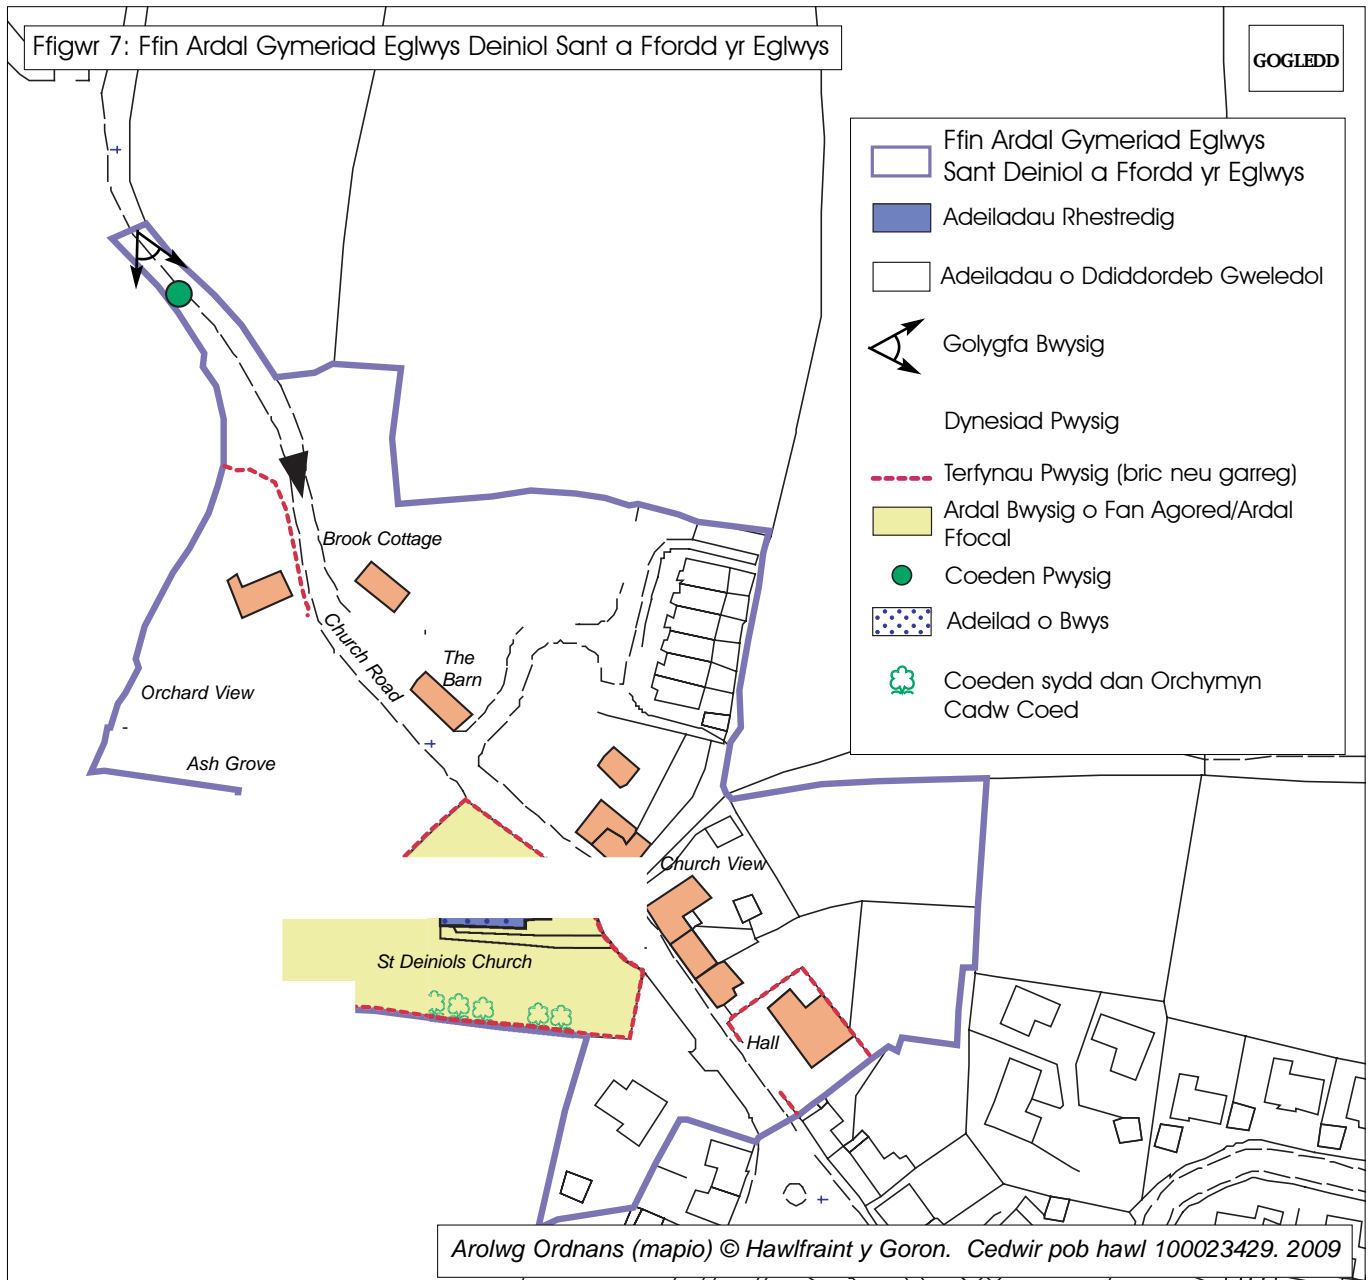 Ffigwr 7: Ffin Ardal Gymeriad Eglwys Deiniol Sant a Ffordd yr Eglwys
GOGLEDD
Ffin Ardal Gymeriad Eglwys
Sant Deiniol a Ffordd yr Eglwys
Adeiladau Rhestredig
Adeiladau o Ddiddordeb Gweledol
Golygfa Bwysig
Dynesiad Pwysig
Terfynau Pwysig (bric neu garreg)
Ardal Bwysig o Fan Agored/Ardal
Ffocal
Coeden Pwysig
Adeilad o Bwys
Coeden sydd dan Orchymyn
Cadw Coed
Brook Cottage
Church Road
The
Barn
Orchard View
Ash Grove
Church View
St Deiniols Church
Hall
Arolwg Ordnans (mapio) © Hawlfraint y Goron. Cedwir pob hawl 100023429. 2009